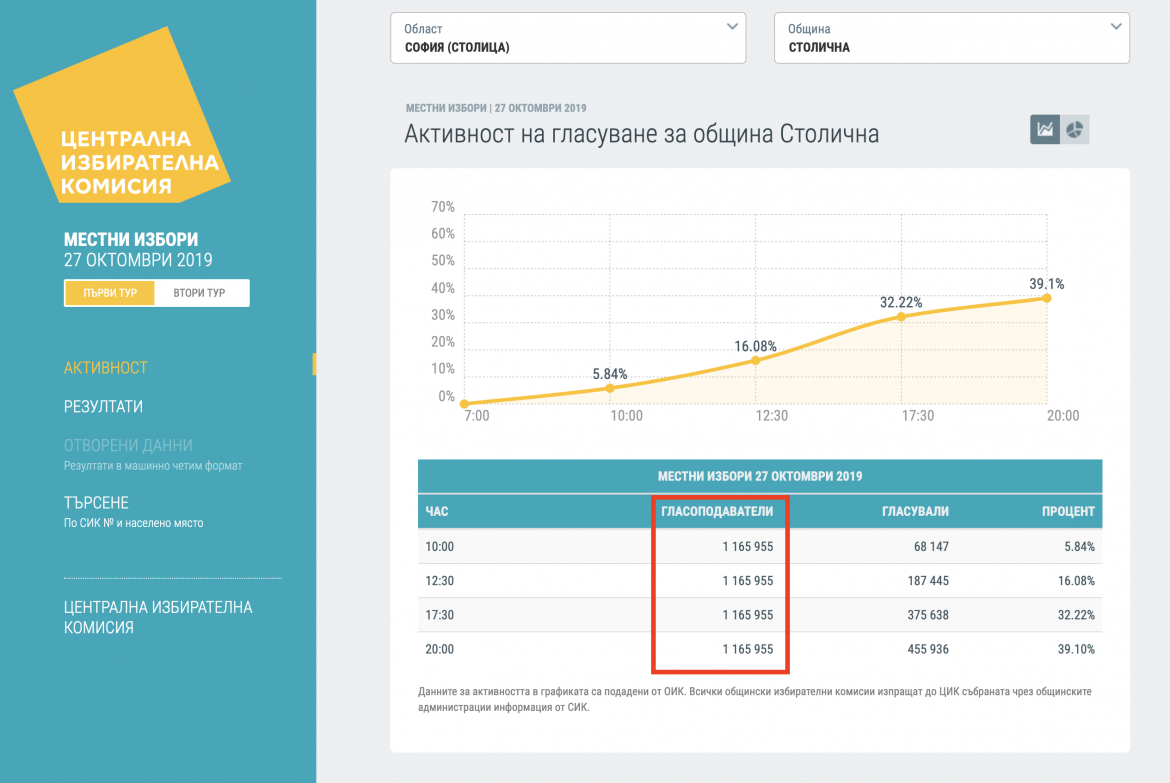 Област
СОФИЯ (СТОЛИЦА)
Община
СТОЛИЧНА
ЦЕНТРАЛНА
ИЗБИРАТЕЛНА
КОМИСИЯ
МЕСТНИ ИЗБОРИ
27 ОКТОМВРИ 2019
ПЪРВИ ТУР ВТОРИ ТУР
АКТИВНОСТ
РЕЗУЛТАТИ
ОТВОРЕНИ ДАННИ
Резултати в машинно четим формат
ТЪРСЕНЕ
По СИК № и населено място
ЦЕНТРАЛНА ИЗБИРАТЕЛНА
КОМИСИЯ
МЕСТНИ ИЗБОРИ | 27 ОКТОМВРИ 2019
Активност на гласуване за община Столична
70%
60%
50%
40%
30%
20%
10%
0%
5.84%
16.08%
32.22%
39.1%
7:00 10:00 12:30 17:30 20:00
МЕСТНИ ИЗБОРИ 27 ОКТОМВРИ 2019
ЧАС ГЛАСОПОДАВАТЕЛИ ГЛАСУВАЛИ ПРОЦЕНТ
10:00 1 165 955 68 147 5.84%
12:30 1 165 955 187 445 16.08%
17:30 1 165 955 375 638 32.22%
20:00 1 165 955 455 936 39.10%
Данните за активността в графиката са подадени от ОИК. Всички общински избирателни комисии изпращат до ЦИК събраната чрез общинските
администрации информация от СИК.